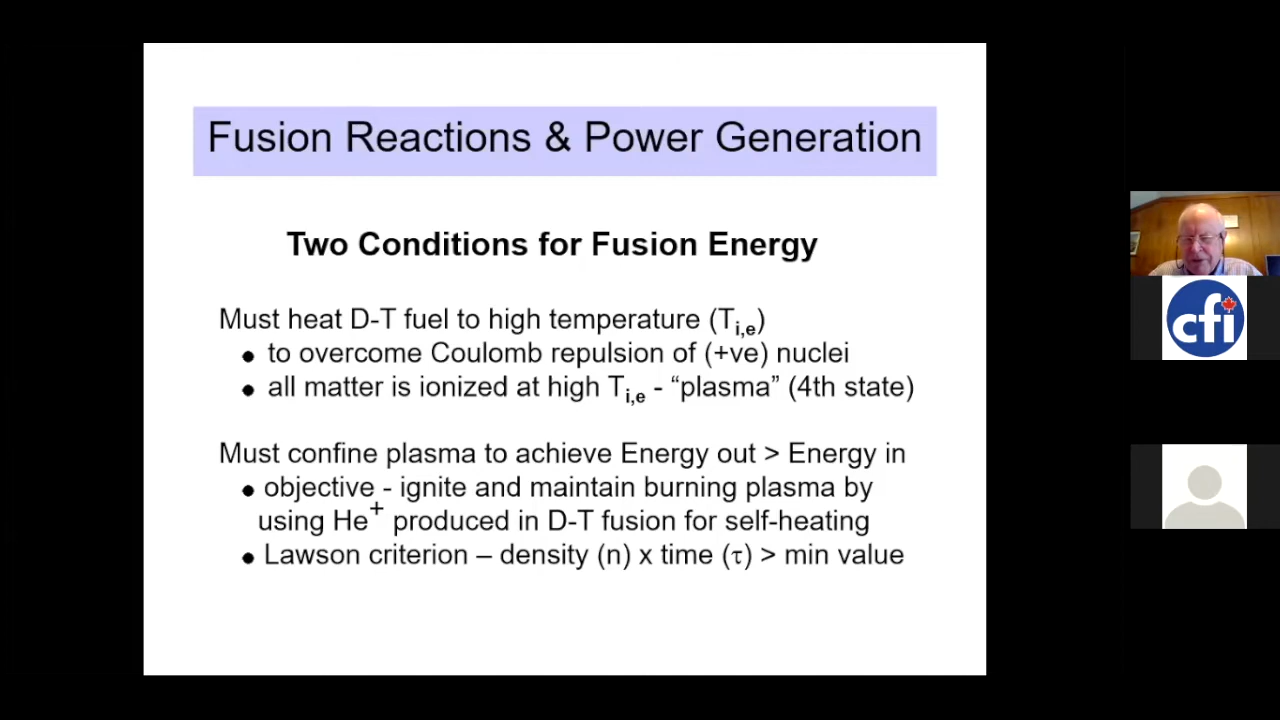 Fusion Reactions & Power Generation
Two Conditions for Fusion Energy
Must heat D-T fuel to high temperature (Ti,e)
● to overcome Coulomb repulsion of (+ve) nuclei
● all matter is ionized at high Ti,e - “plasma” (4th state)
Must confine plasma to achieve Energy out > Energy in
● objective - ignite and maintain burning plasma by
using He+ produced in D-T fusion for self-heating
● Lawson criterion – density (n) x time (τ) > min value
cfi